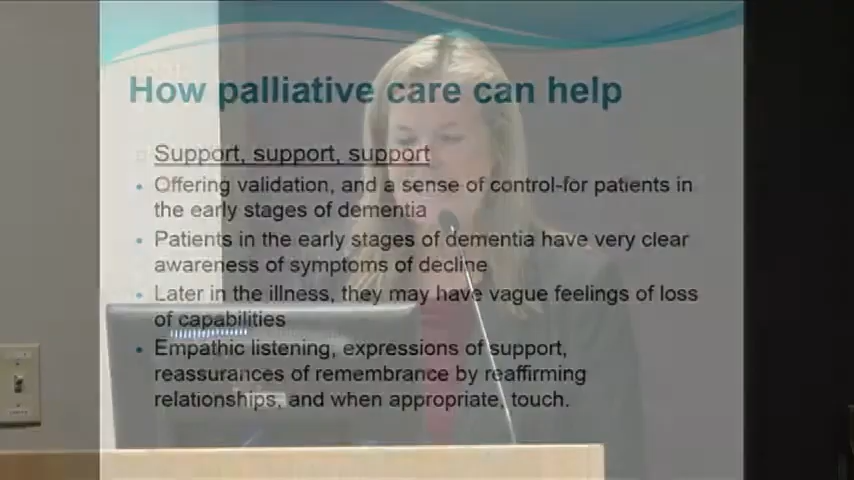 How palliative care can help
Support, support, support
Offering validation, and a sense of control-for patients in
the early stages of dementia
Patients in the early stages of dementia have very clear
awareness of symptoms of decline
Later in the illness, they may have vague feelings of loss
of capabilities
Empathic listening, expressions of support,
reassurances of remembrance by reaffirming
relationships, and when appropriate, touch.